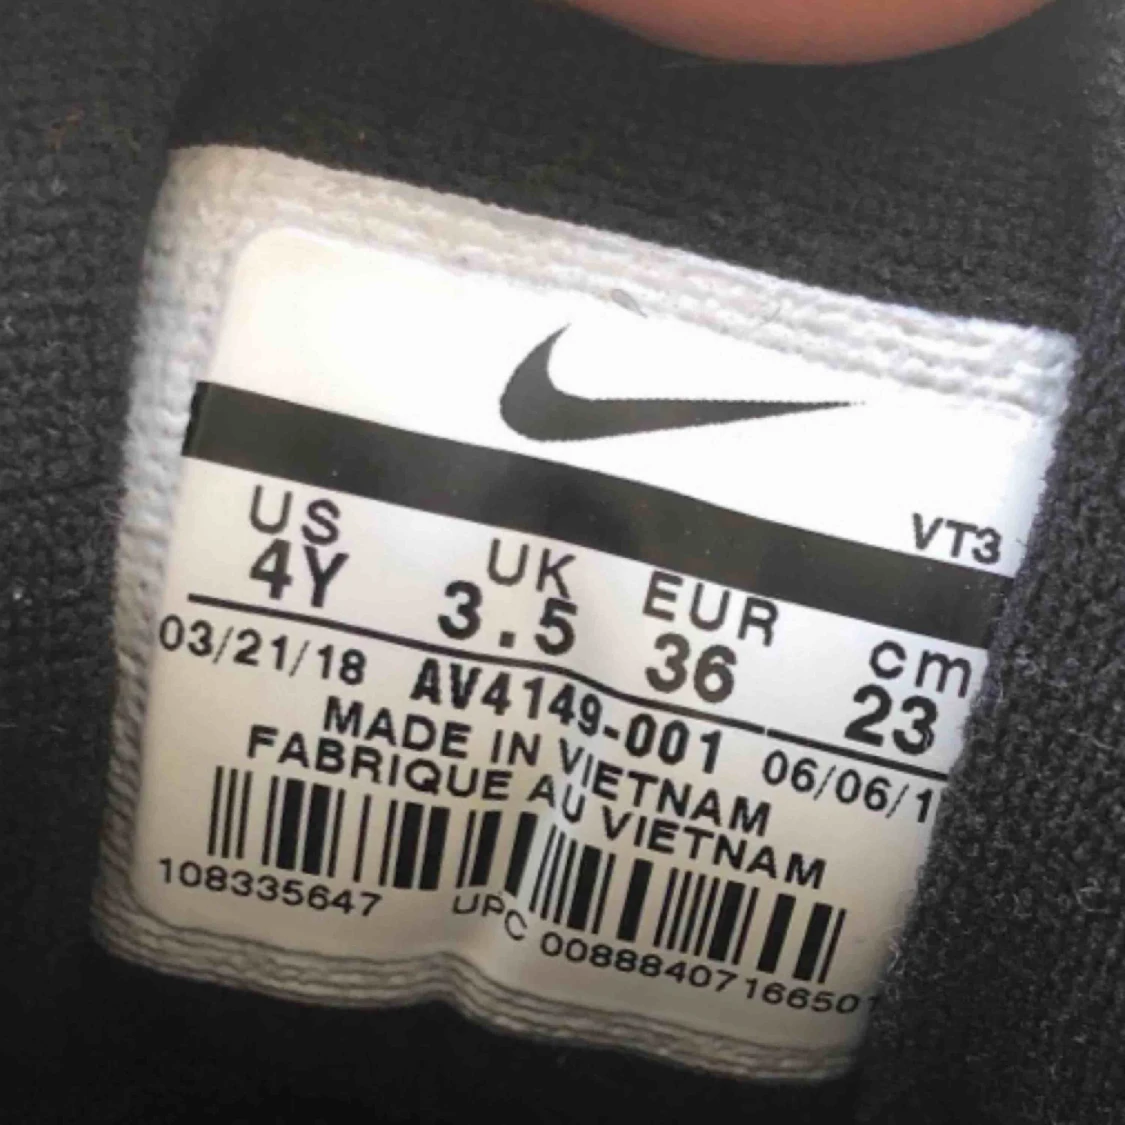 VT3
US UK EUR cm
4Y 3.5 36 23
03/21/18 AV4149-001 06/06/1
MADE IN VIETNAM
FABRIQUE AU VIETNAM
108335647 UPC 00888407166501